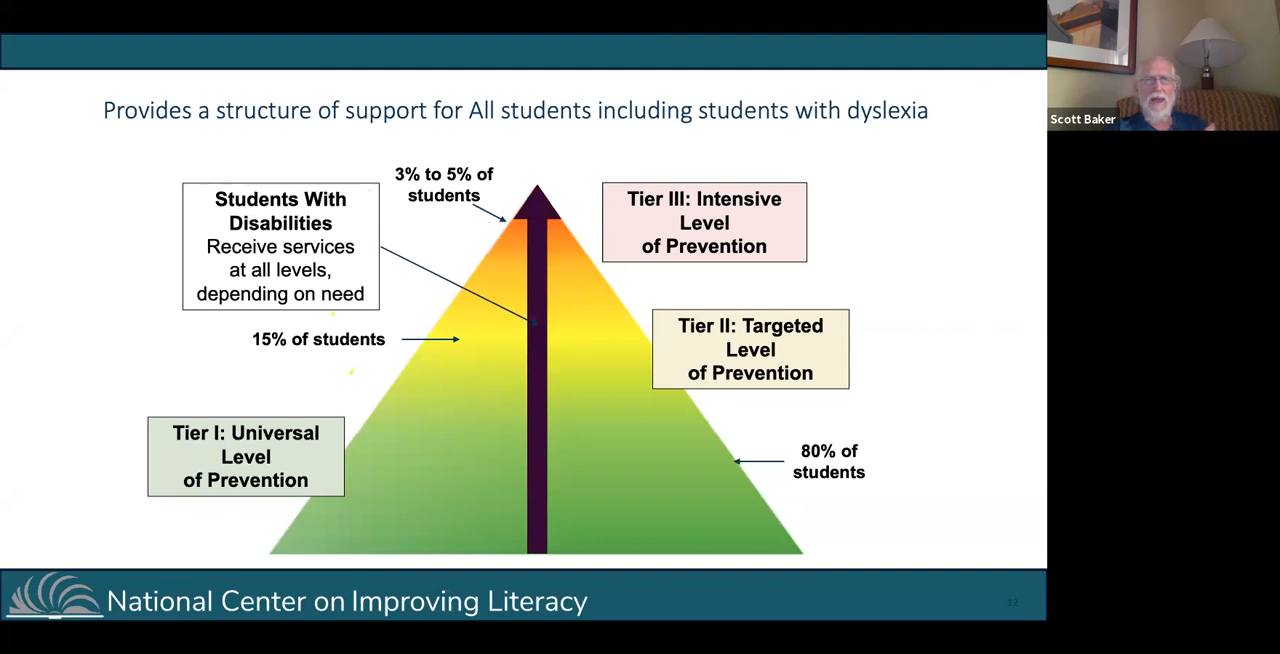 Provides a structure of support for All students including students with dyslexia
3% to 5% of
students
Students With
Disabilities
Receive services
at all levels,
depending on need
Tier III: Intensive
Level
of Prevention
15% of students
Tier II: Targeted
Level
of Prevention
Tier I: Universal
Level
of Prevention
80% of
students
National Center on Improving Literacy
12
Scott Baker